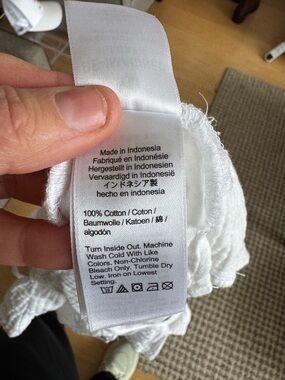 Made in Indonesia
Fabriqué en Indonésie
Hergestellt in Indonesien
Vervaardigd in Indonesië
インドネシア製
hecho en indonesia
100% Cotton / Coton /
Baumwolle / Katoen / 綿 /
algodón
Turn Inside Out. Machine
Wash Cold With Like
Colors. Non-Chlorine
Bleach Only. Tumble Dry
Low. Iron on Lowest
Setting.